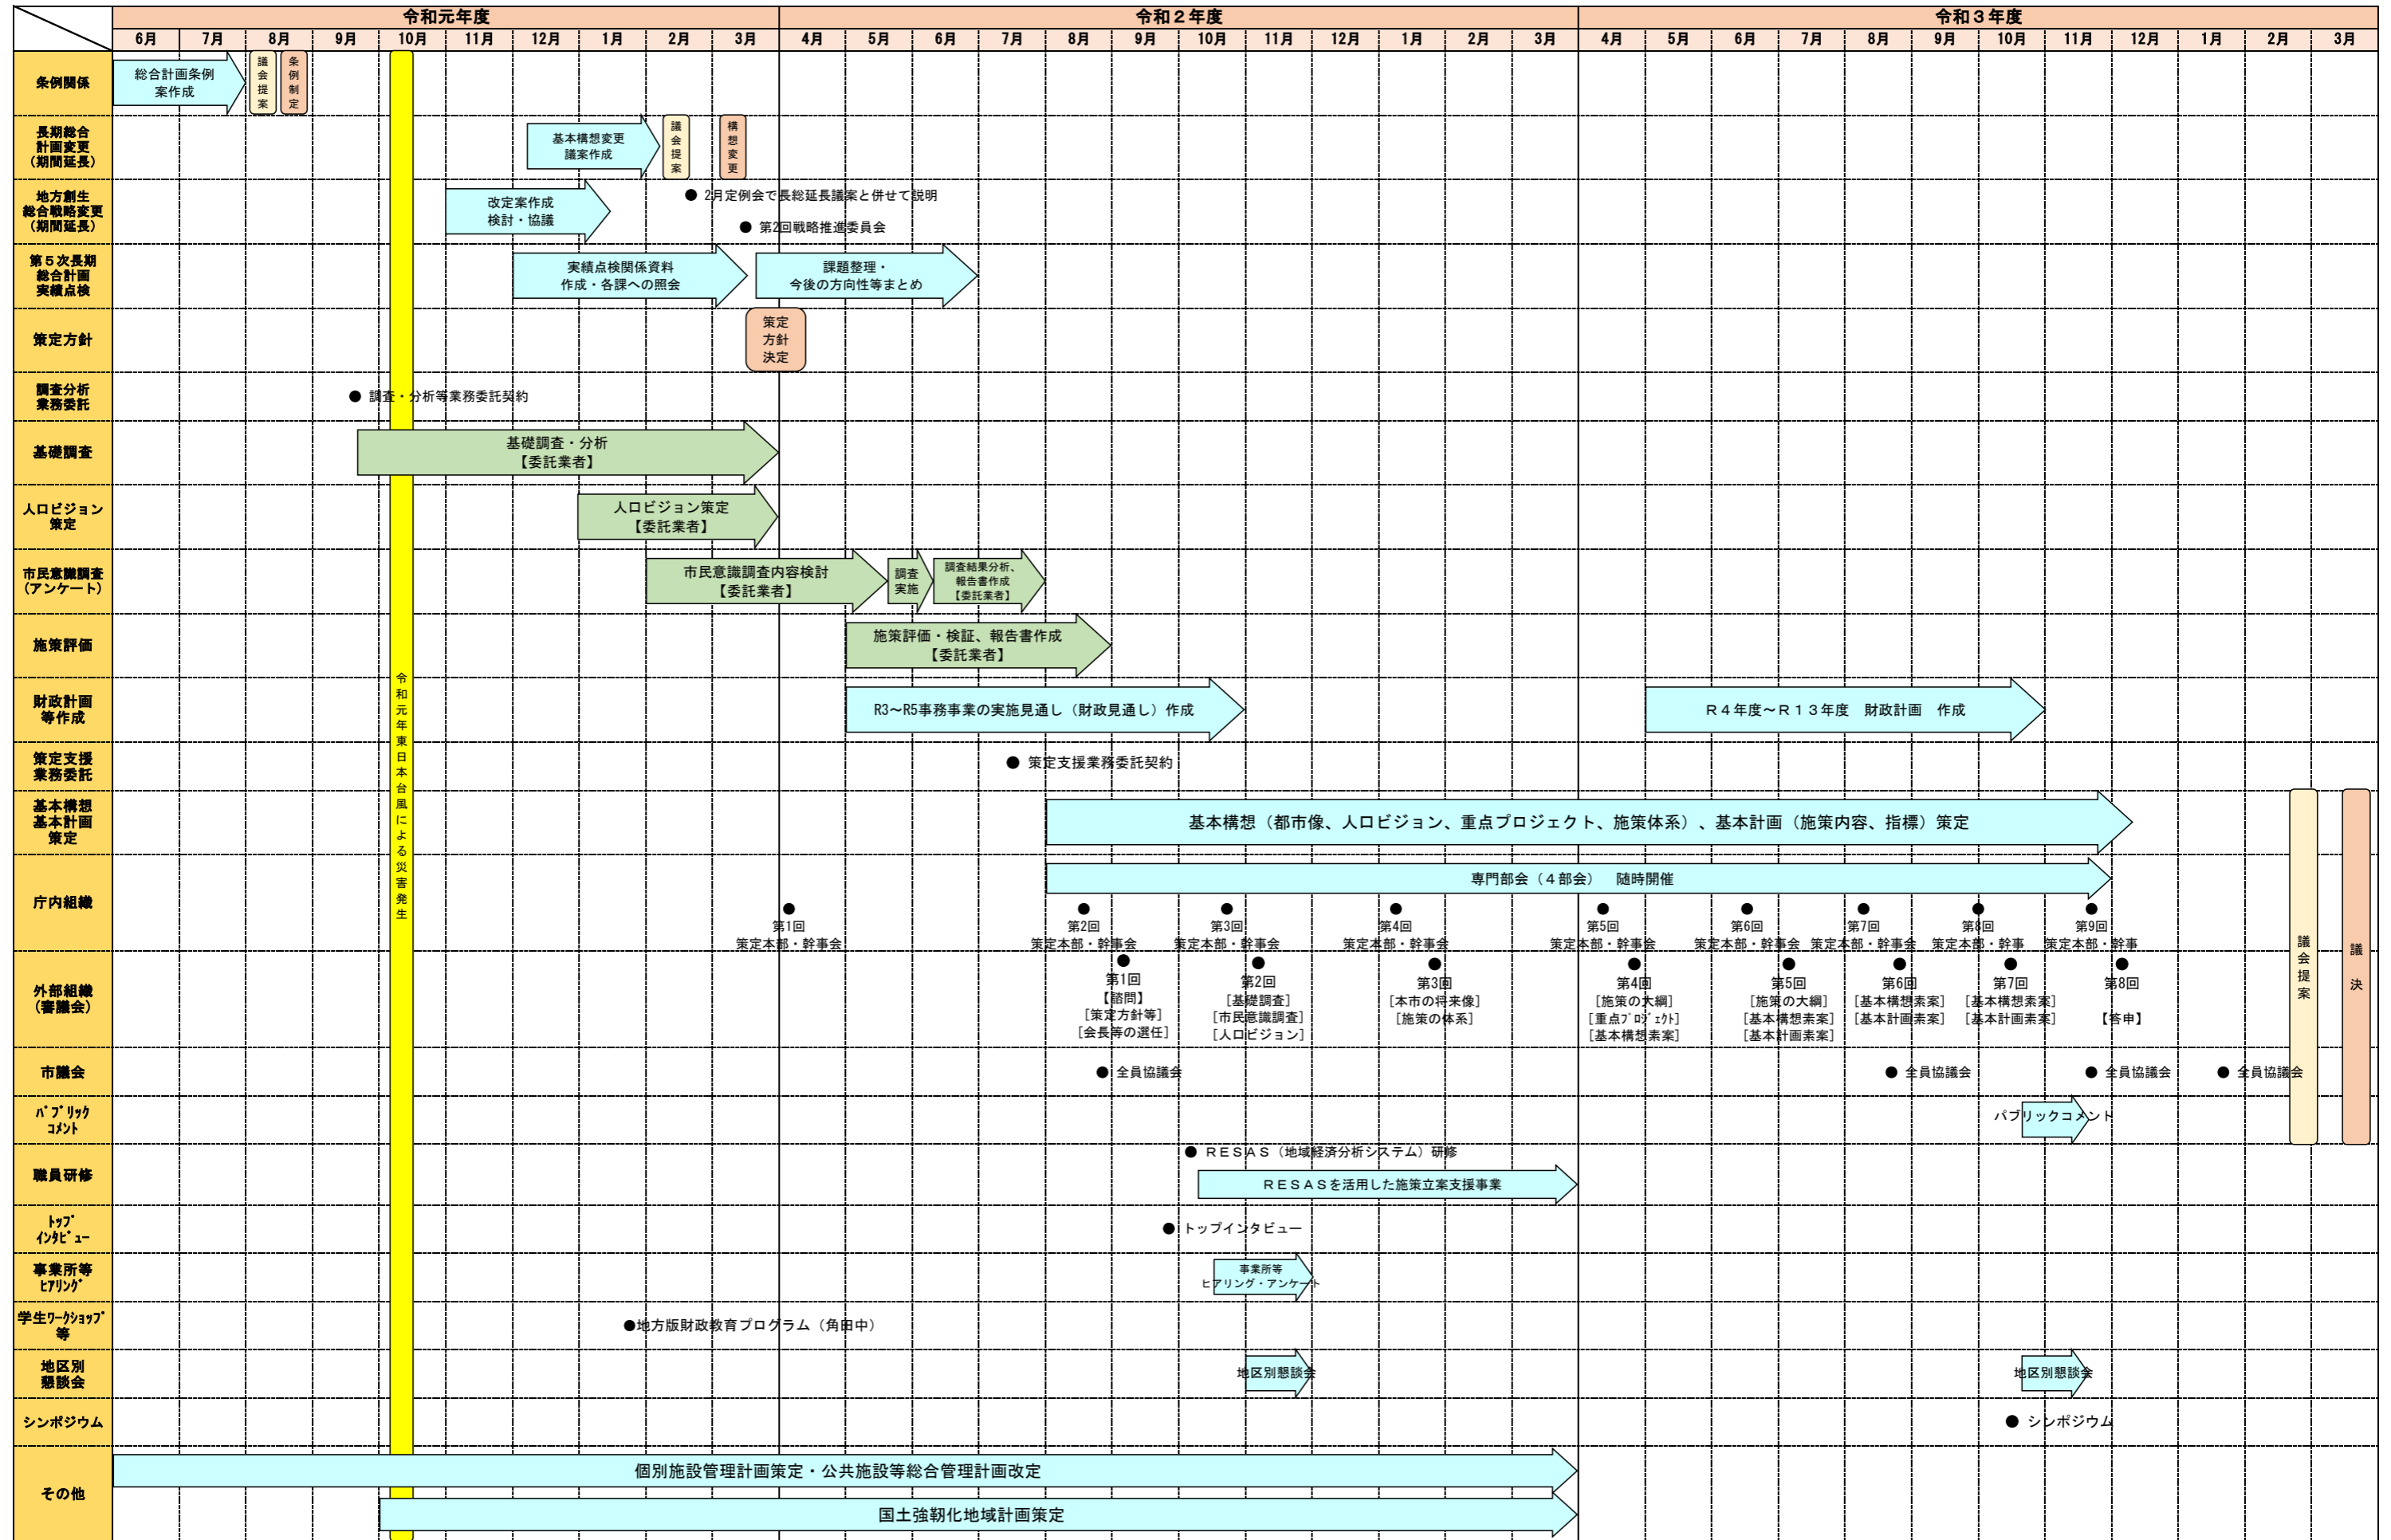 令和元年度
令和２年度
令和３年度
6月 7月 8月 9月 10月 11月 12月 1月 2月 3月 4月 5月 6月 7月 8月 9月 10月 11月 12月 1月 2月 3月 4月 5月 6月 7月 8月 9月 10月 11月 12月 1月 2月 3月
条例関係
総合計画条例
案作成
議会提案
条例制定
長期総合
計画変更
（期間延長）
基本構想変更
議案作成
議会提案
構想変更
地方創生
総合戦略変更
（期間延長）
改定案作成
検討・協議
● 2月定例会で長総延長議案と併せて説明
● 第2回戦略推進委員会
第５次長期
総合計画
実績点検
実績点検関係資料
作成・各課への照会
課題整理・
今後の方向性等まとめ
策定方針
策定
方針
決定
調査分析
業務委託
● 調査・分析等業務委託契約
基礎調査
基礎調査・分析
【委託業者】
人口ビジョン
策定
人口ビジョン策定
【委託業者】
市民意識調査
（アンケート）
市民意識調査内容検討
【委託業者】
調査
実施
調査結果分析、
報告書作成
【委託業者】
施策評価
施策評価・検証、報告書作成
【委託業者】
令和元年東日本台風による災害発生
財政計画
等作成
R3～R5事務事業の実施見通し（財政見通し）作成
Ｒ４年度～Ｒ１３年度　財政計画　作成
策定支援
業務委託
● 策定支援業務委託契約
基本構想
基本計画
策定
基本構想（都市像、人口ビジョン、重点プロジェクト、施策体系）、基本計画（施策内容、指標）策定
議会提案
議決
庁内組織
専門部会（４部会）　随時開催
第1回
策定本部・幹事会
第2回
策定本部・幹事会
第3回
策定本部・幹事会
第4回
策定本部・幹事会
第5回
策定本部・幹事会
第6回
策定本部・幹事会
第7回
策定本部・幹事会
第8回
策定本部・幹事
第9回
策定本部・幹事
外部組織
（審議会）
第1回
【諮問】
［策定方針等］
［会長等の選任］
第2回
［基礎調査］
［市民意識調査］
［人口ビジョン］
第3回
［本市の将来像］
［施策の体系］
第4回
［施策の大綱］
［重点ﾌﾟﾛｼﾞｪｸﾄ］
［基本構想素案］
第5回
［施策の大綱］
［基本構想素案］
［基本計画素案］
第6回
［基本構想素案］
［基本計画素案］
第7回
［基本構想素案］
［基本計画素案］
第8回
【答申】
市議会
● 全員協議会
● 全員協議会
● 全員協議会
● 全員協議会
ﾊﾟﾌﾞﾘｯｸ
ｺﾒﾝﾄ
パブリックコメント
職員研修
● ＲＥＳＡＳ（地域経済分析システム）研修
ＲＥＳＡＳを活用した施策立案支援事業
ﾄｯﾌﾟ
ｲﾝﾀﾋﾞｭｰ
● トップインタビュー
事業所等
ﾋｱﾘﾝｸﾞ
事業所等
ヒアリング・アンケート
学生ﾜｰｸｼｮｯﾌﾟ
等
●地方版財政教育プログラム（角田中）
地区別
懇談会
地区別懇談会
地区別懇談会
シンポジウム
● シンポジウム
その他
個別施設管理計画策定・公共施設等総合管理計画改定
国土強靭化地域計画策定